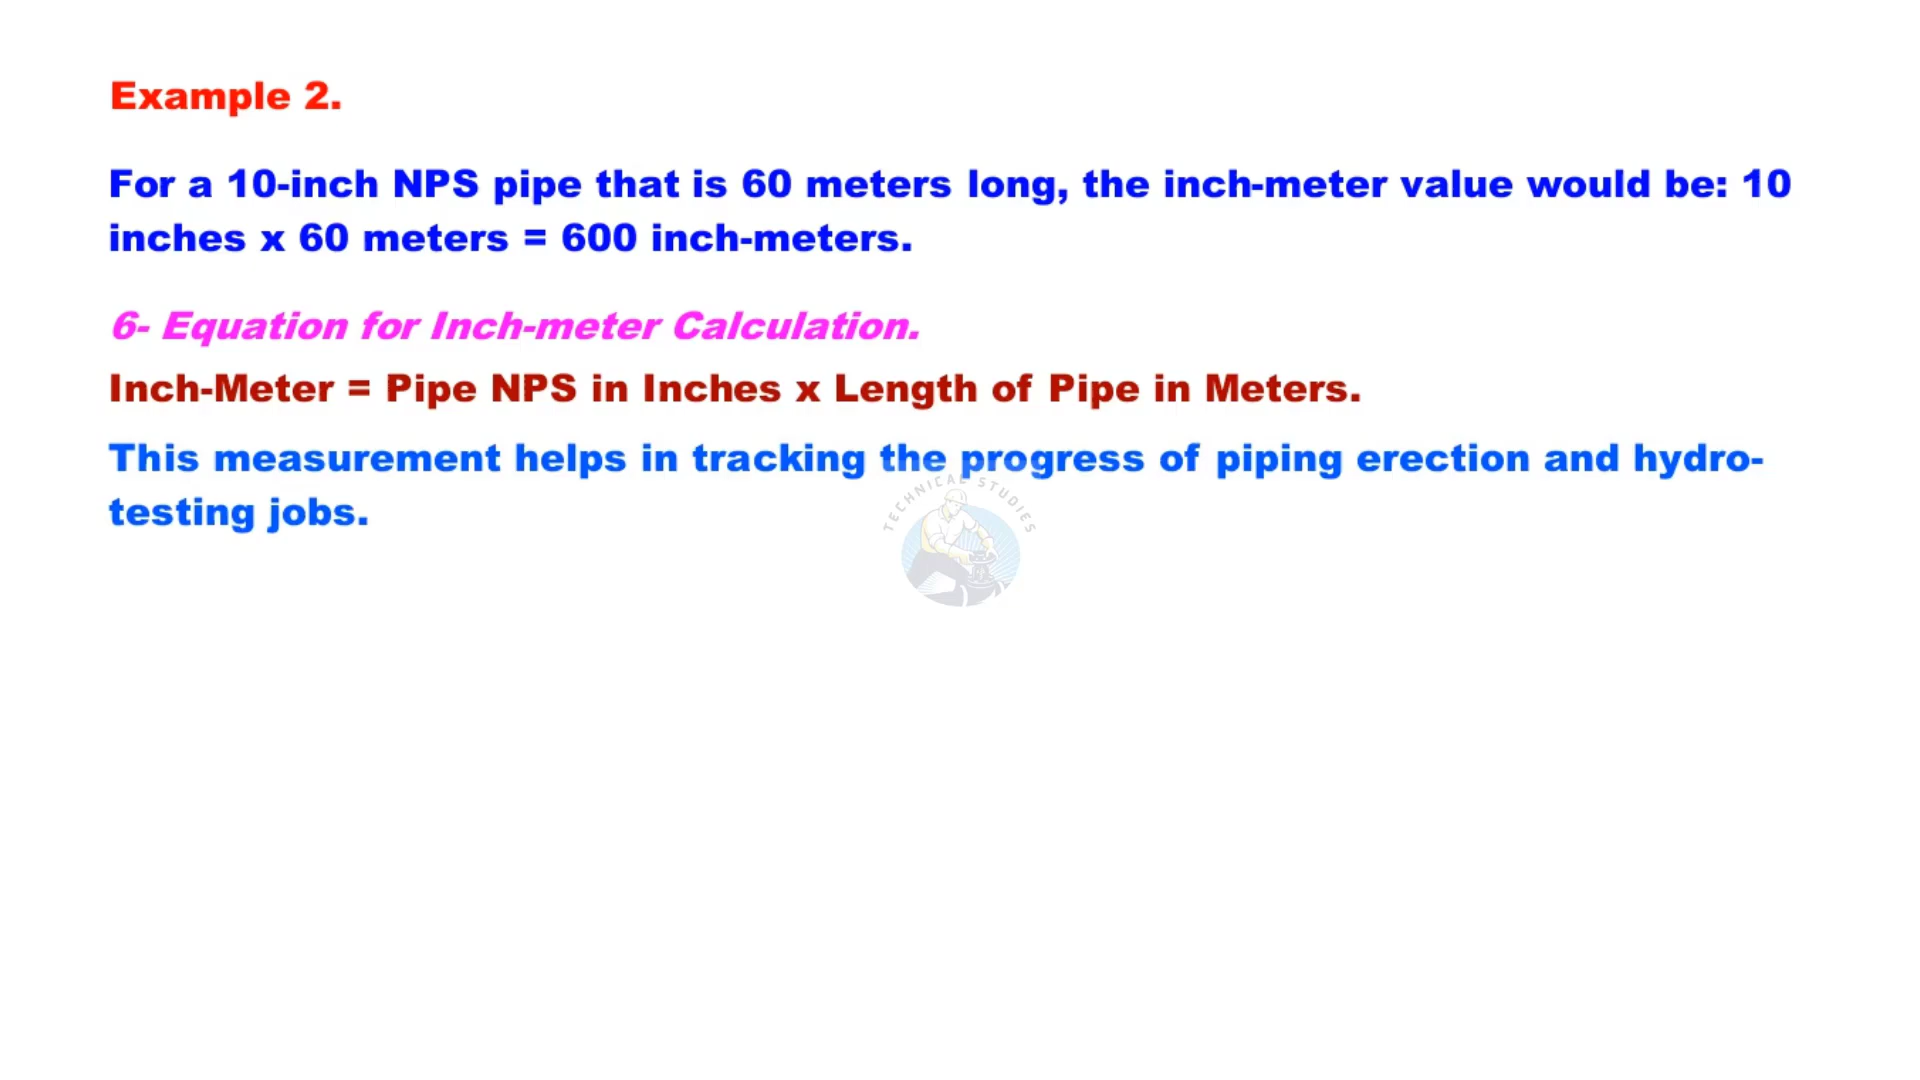 Example 2.
For a 10-inch NPS pipe that is 60 meters long, the inch-meter value would be: 10
inches x 60 meters = 600 inch-meters.
6- Equation for Inch-meter Calculation.
Inch-Meter = Pipe NPS in Inches x Length of Pipe in Meters.
This measurement helps in tracking the progress of piping erection and hydro-
testing jobs.
TECHNICAL STUDIES